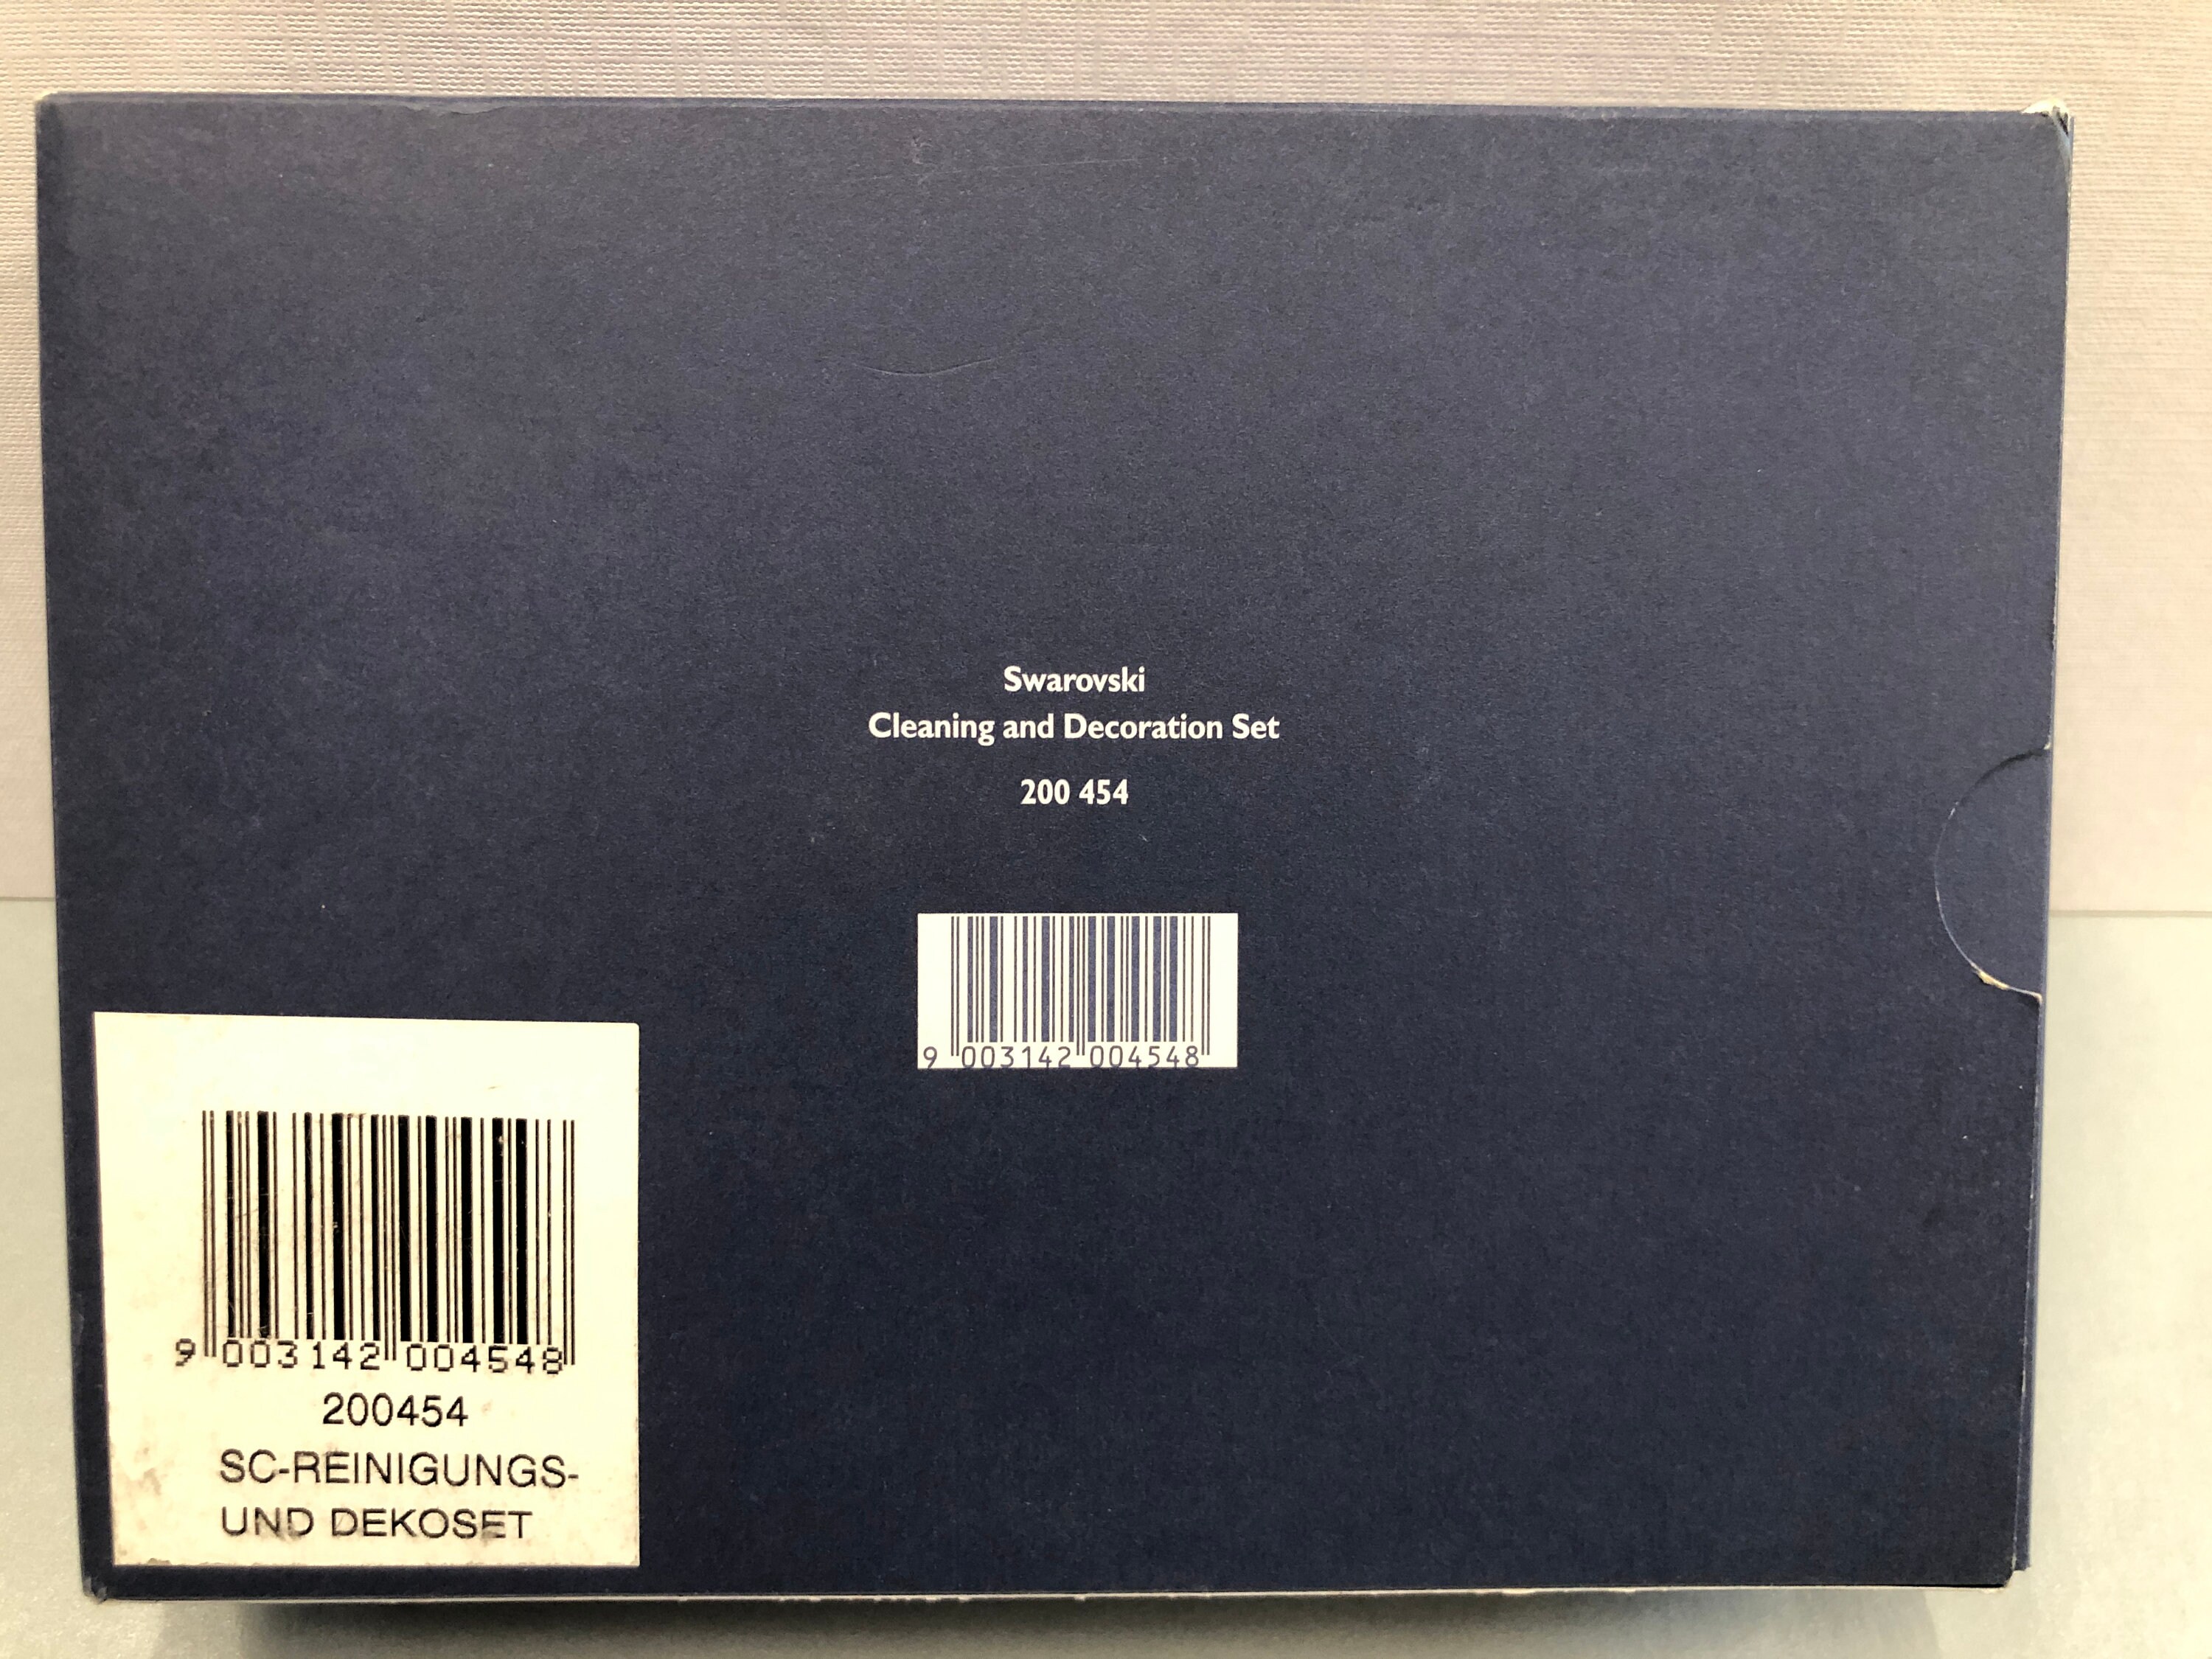 Swarovski
Cleaning and Decoration Set
200 454
9 003142 004548
9 003142 004548
200454
SC-REINIGUNGS-
UND DEKOSET